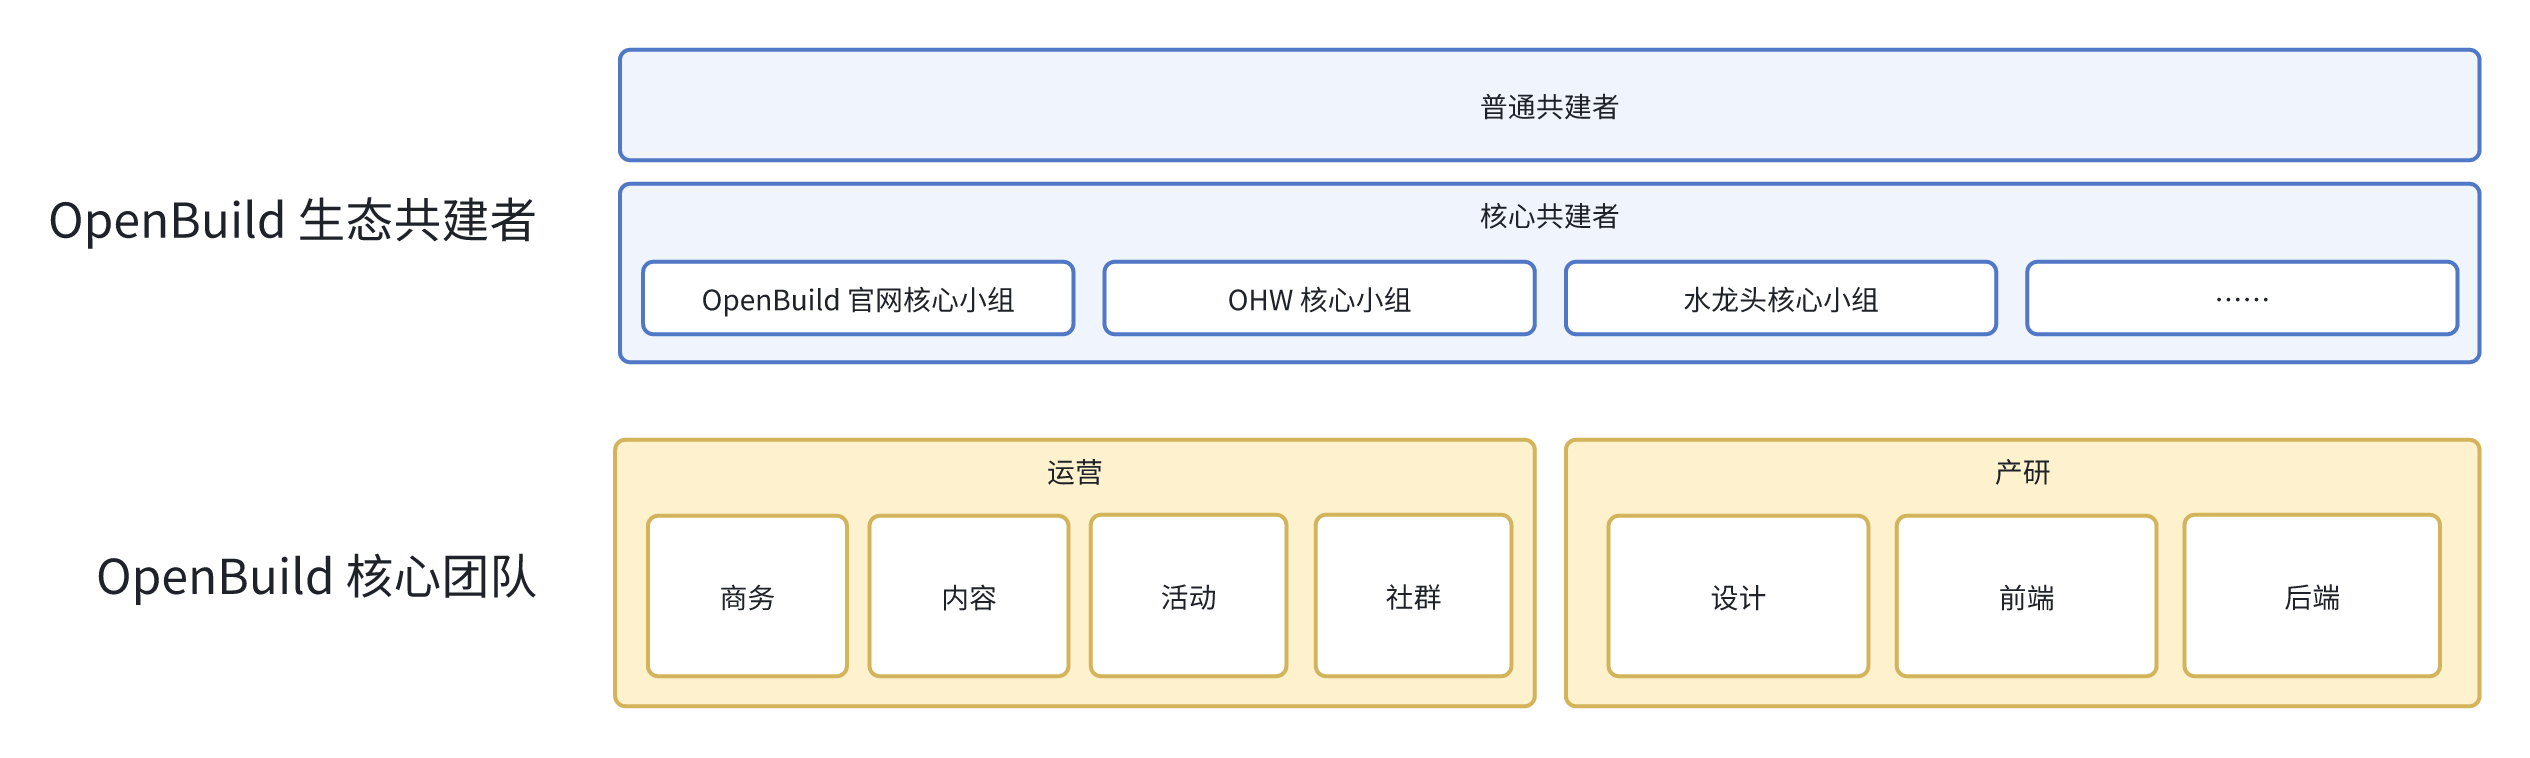 OpenBuild 生态共建者
普通共建者
核心共建者
OpenBuild 官网核心小组
OHW 核心小组
水龙头核心小组
……
OpenBuild 核心团队
运营
商务
内容
活动
社群
产研
设计
前端
后端